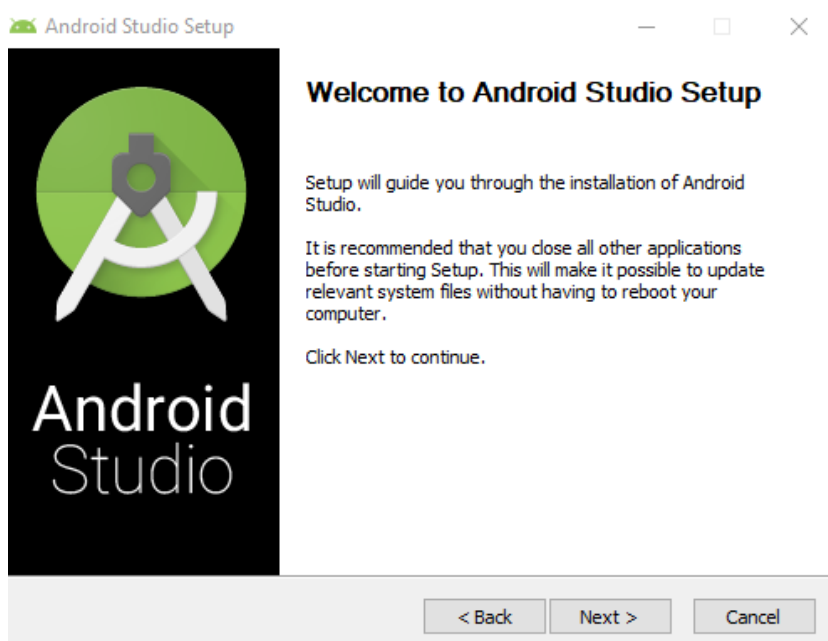 Android Studio Setup
Welcome to Android Studio Setup
Setup will guide you through the installation of Android
Studio.
It is recommended that you close all other applications
before starting Setup. This will make it possible to update
relevant system files without having to reboot your
computer.
Click Next to continue.
Android
Studio
< Back
Next >
Cancel